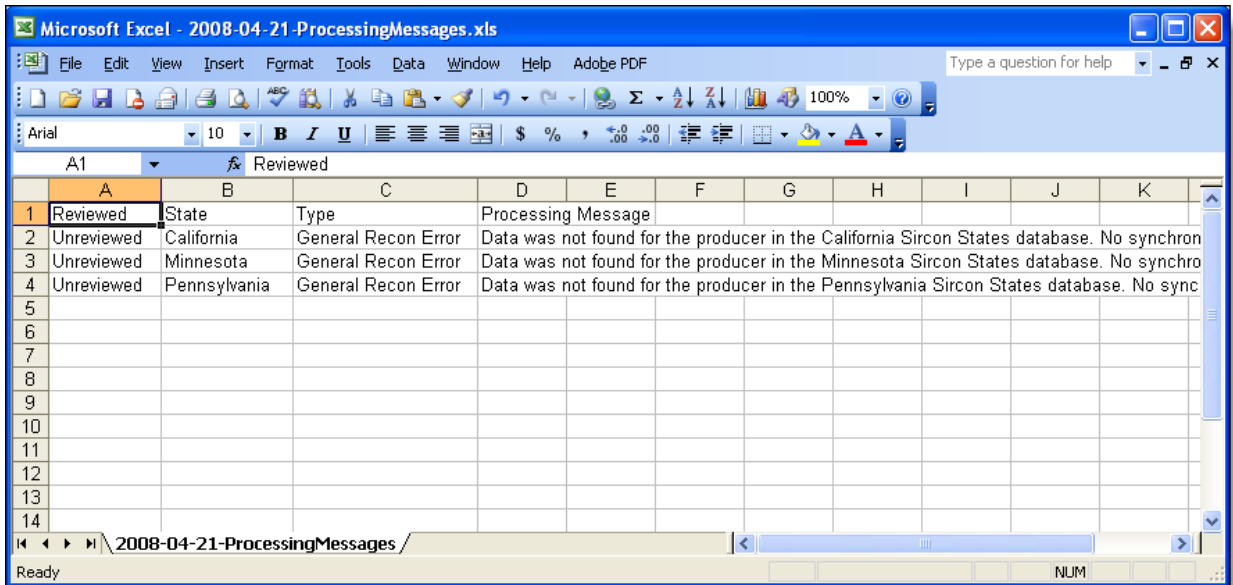 Microsoft Excel - 2008-04-21-ProcessingMessages.xls
File Edit View Insert Format Tools Data Window Help Adobe PDF Type a question for help
100%
Arial 10 B I U $ % , .00 .00 A
A1 fx Reviewed
A B C D E F G H I J K
1 Reviewed State Type Processing Message
2 Unreviewed California General Recon Error Data was not found for the producer in the California Sircon States database. No synchron
3 Unreviewed Minnesota General Recon Error Data was not found for the producer in the Minnesota Sircon States database. No synchro
4 Unreviewed Pennsylvania General Recon Error Data was not found for the producer in the Pennsylvania Sircon States database. No sync
5
6
7
8
9
10
11
12
13
14
2008-04-21-ProcessingMessages
Ready NUM